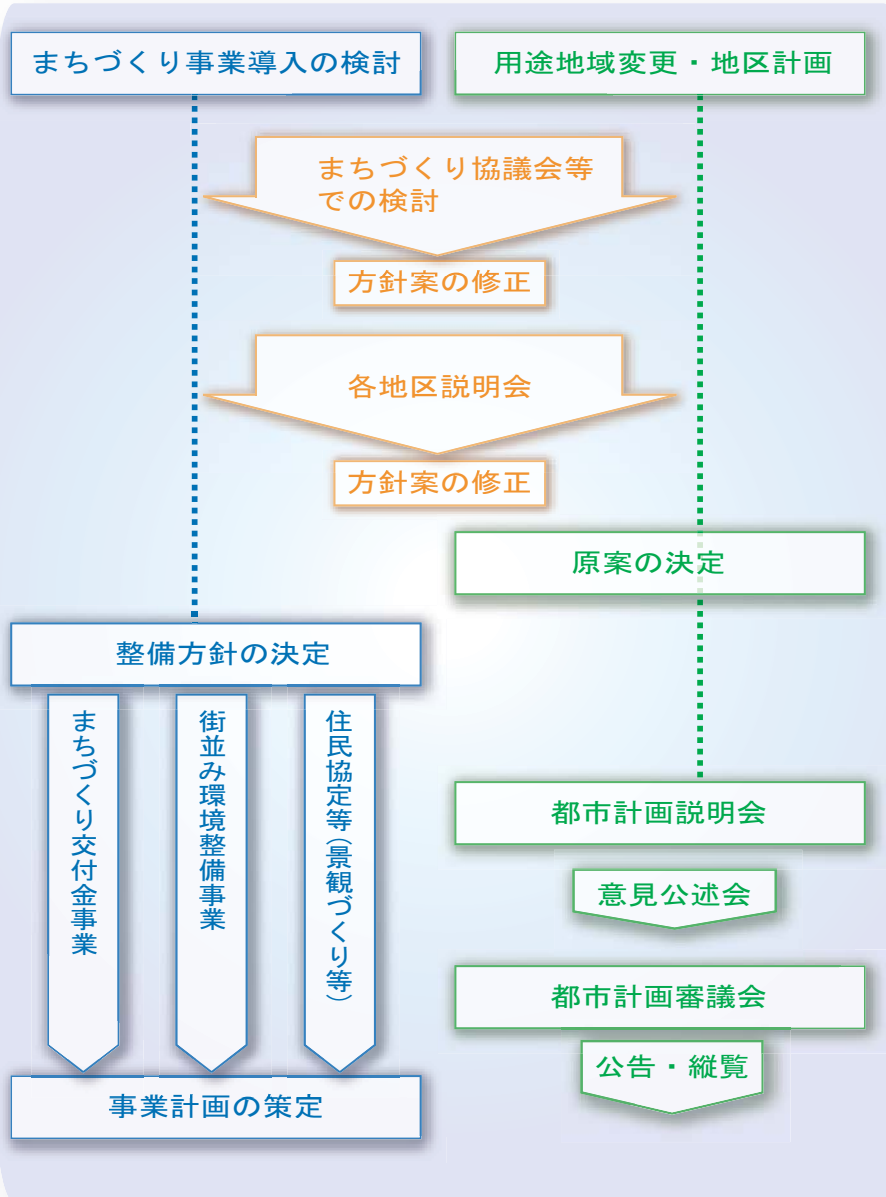 まちづくり事業導入の検討
用途地域変更・地区計画
まちづくり協議会等
での検討
方針案の修正
各地区説明会
方針案の修正
原案の決定
整備方針の決定
まちづくり交付金事業
街並み環境整備事業
住民協定等(景観づくり等)
事業計画の策定
都市計画説明会
意見公述会
都市計画審議会
公告・縦覧